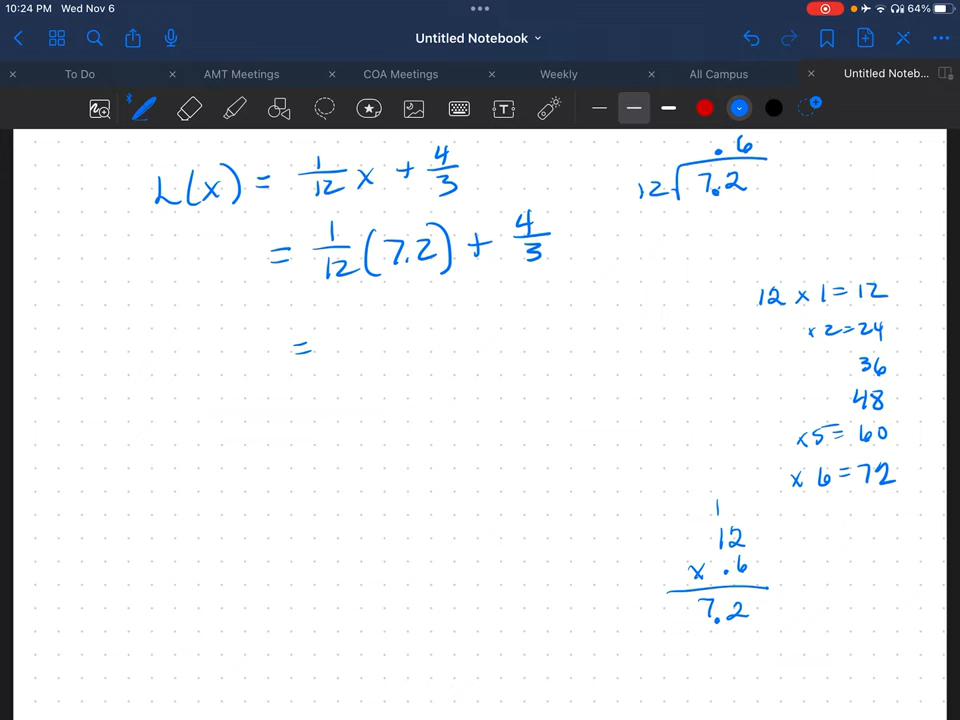 10:24 PM Wed Nov 6
64%
Untitled Notebook
To Do
AMT Meetings
COA Meetings
Weekly
All Campus
Untitled Noteb...
L(x) = 1/12 x + 4/3
= 1/12 (7.2) + 4/3
=
.6
12 √7.2
12 x 1 = 12
x 2 = 24
36
48
x 5 = 60
x 6 = 72
1
12
x .6
7.2